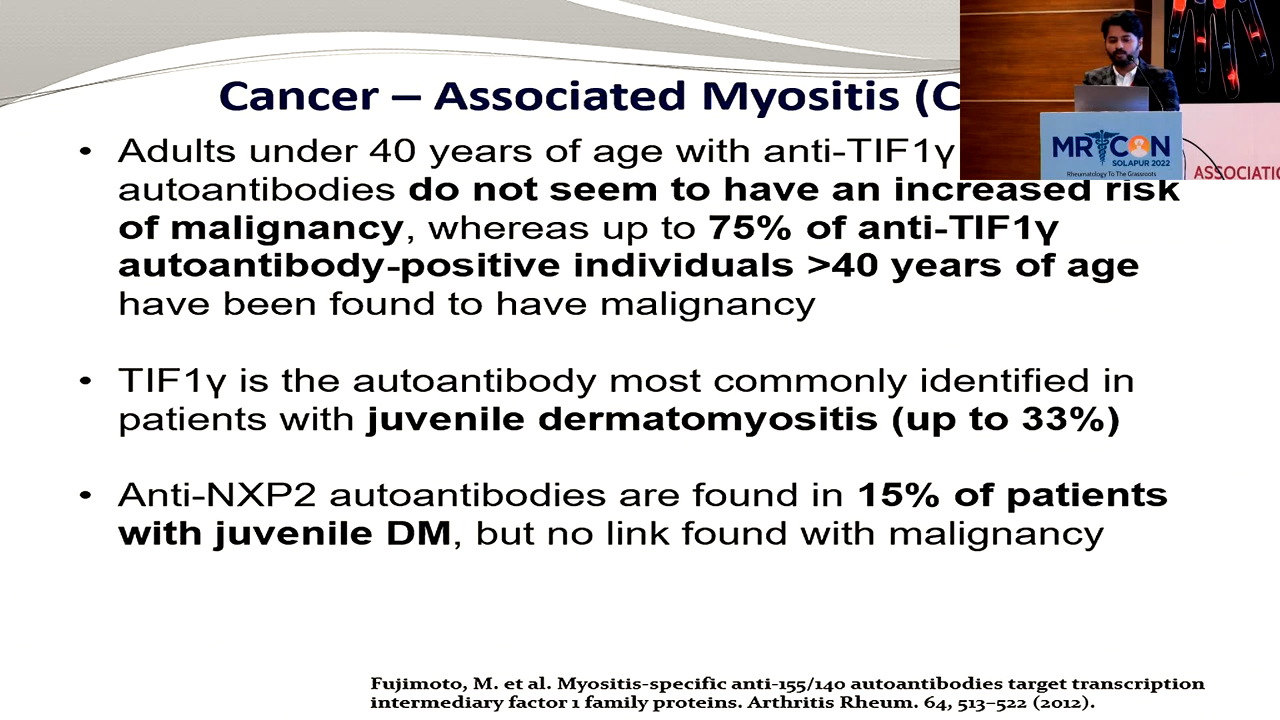 Cancer – Associated Myositis (C
• Adults under 40 years of age with anti-TIF1γ
autoantibodies do not seem to have an increased risk
of malignancy, whereas up to 75% of anti-TIF1γ
autoantibody-positive individuals >40 years of age
have been found to have malignancy
• TIF1γ is the autoantibody most commonly identified in
patients with juvenile dermatomyositis (up to 33%)
• Anti-NXP2 autoantibodies are found in 15% of patients
with juvenile DM, but no link found with malignancy
Fujimoto, M. et al. Myositis-specific anti-155/140 autoantibodies target transcription
intermediary factor 1 family proteins. Arthritis Rheum. 64, 513–522 (2012).
MRCON
SOLAPUR 2022
Rheumatology To The Grassroots
ASSOCIATIO